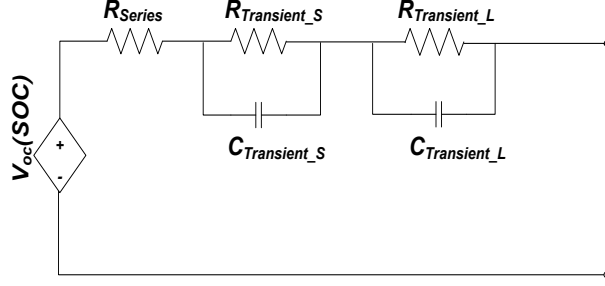 R_Series
R_Transient_S
R_Transient_L
V_oc(SOC)
+
-
C_Transient_S
C_Transient_L